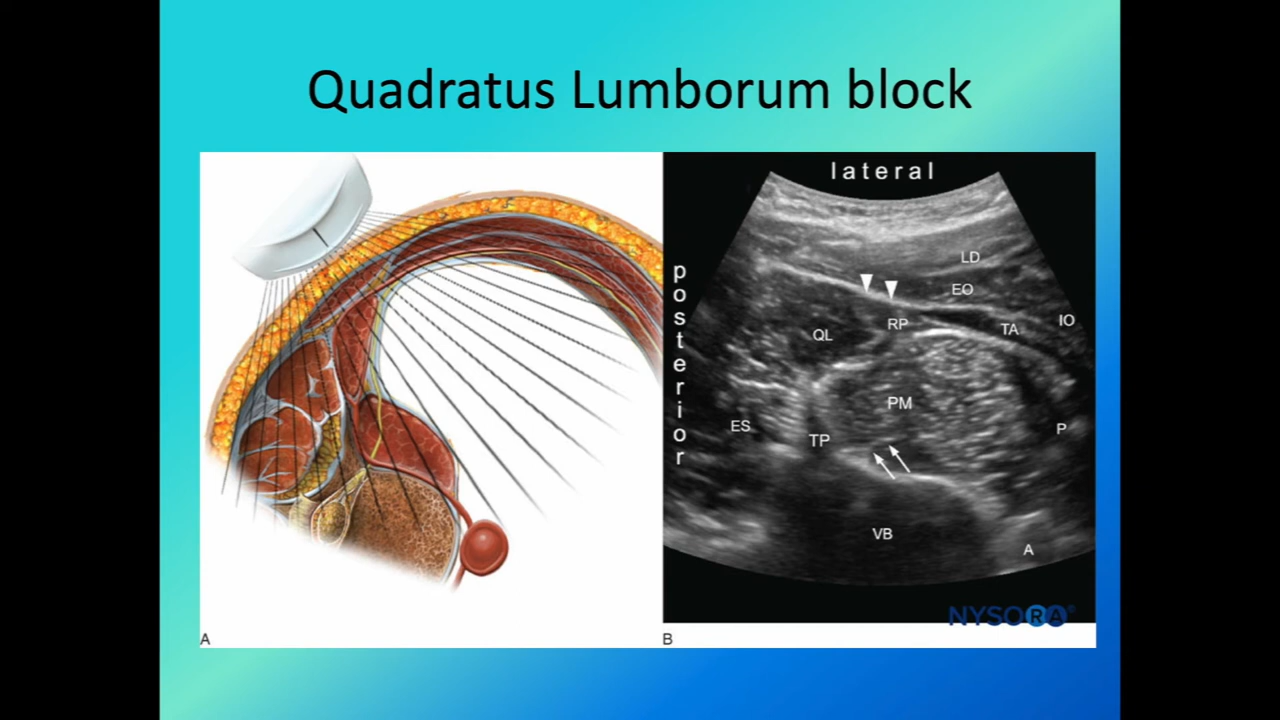 Quadratus Lumborum block
lateral
posterior
LD
EO
IO
RP
TA
QL
PM
ES
TP
P
VB
A
NYSORA®
A
B